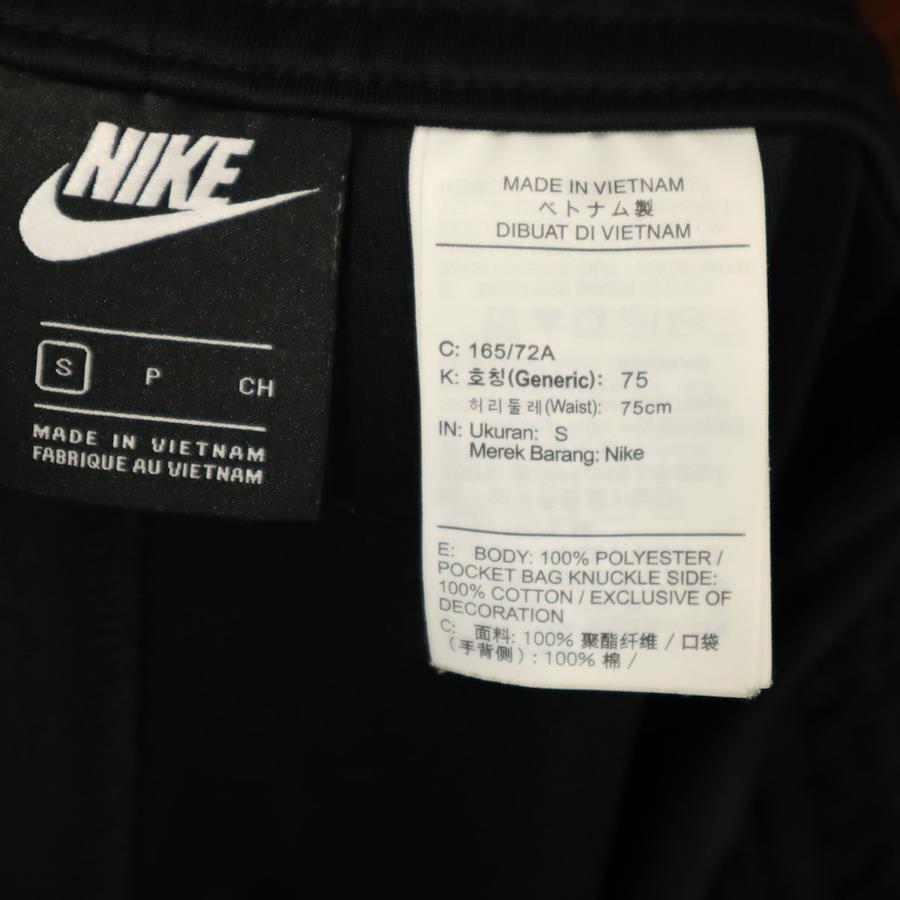 NIKE
S P CH
MADE IN VIETNAM
FABRIQUE AU VIETNAM
MADE IN VIETNAM
ベトナム製
DIBUAT DI VIETNAM
C: 165/72A
K: 호칭(Generic): 75
허리둘레(Waist): 75cm
IN: Ukuran: S
Merek Barang: Nike
E: BODY: 100% POLYESTER /
POCKET BAG KNUCKLE SIDE:
100% COTTON / EXCLUSIVE OF
DECORATION
C: 面料: 100% 聚酯纤维 / 口袋
（手背侧）: 100% 棉 /